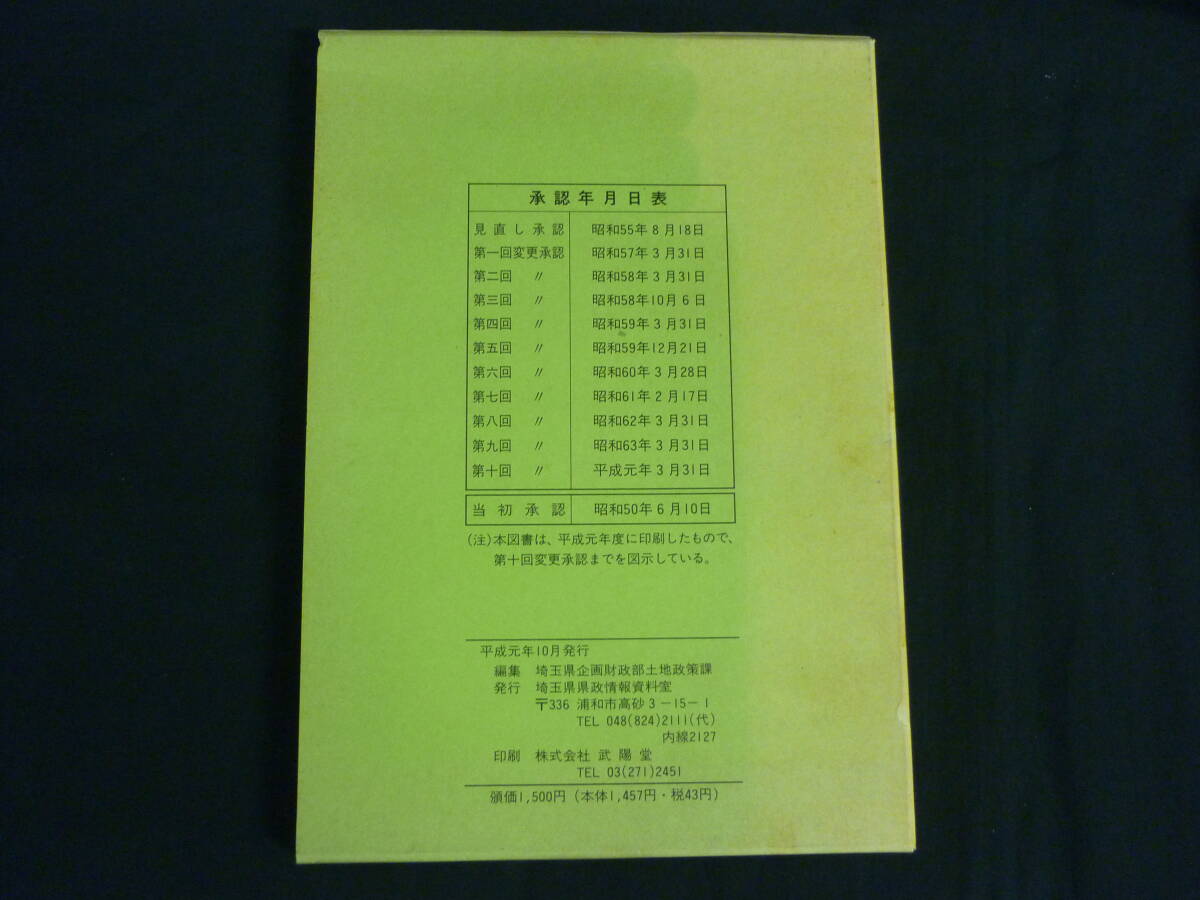 承認年月日表
見直し承認 昭和55年8月18日
第一回変更承認 昭和57年3月31日
第二回 〃 昭和58年3月31日
第三回 〃 昭和58年10月6日
第四回 〃 昭和59年3月31日
第五回 〃 昭和59年12月21日
第六回 〃 昭和60年3月28日
第七回 〃 昭和61年2月17日
第八回 〃 昭和62年3月31日
第九回 〃 昭和63年3月31日
第十回 〃 平成元年3月31日
当初承認 昭和50年6月10日
(注)本図書は、平成元年度に印刷したもので、
第十回変更承認までを図示している。
平成元年10月発行
編集 埼玉県企画財政部土地政策課
発行 埼玉県県政情報資料室
〒336 浦和市高砂3-15-1
TEL 048(824)2111(代)
内線2127
印刷 株式会社 武陽堂
TEL 03(271)2451
頒価1,500円(本体1,457円・税43円)